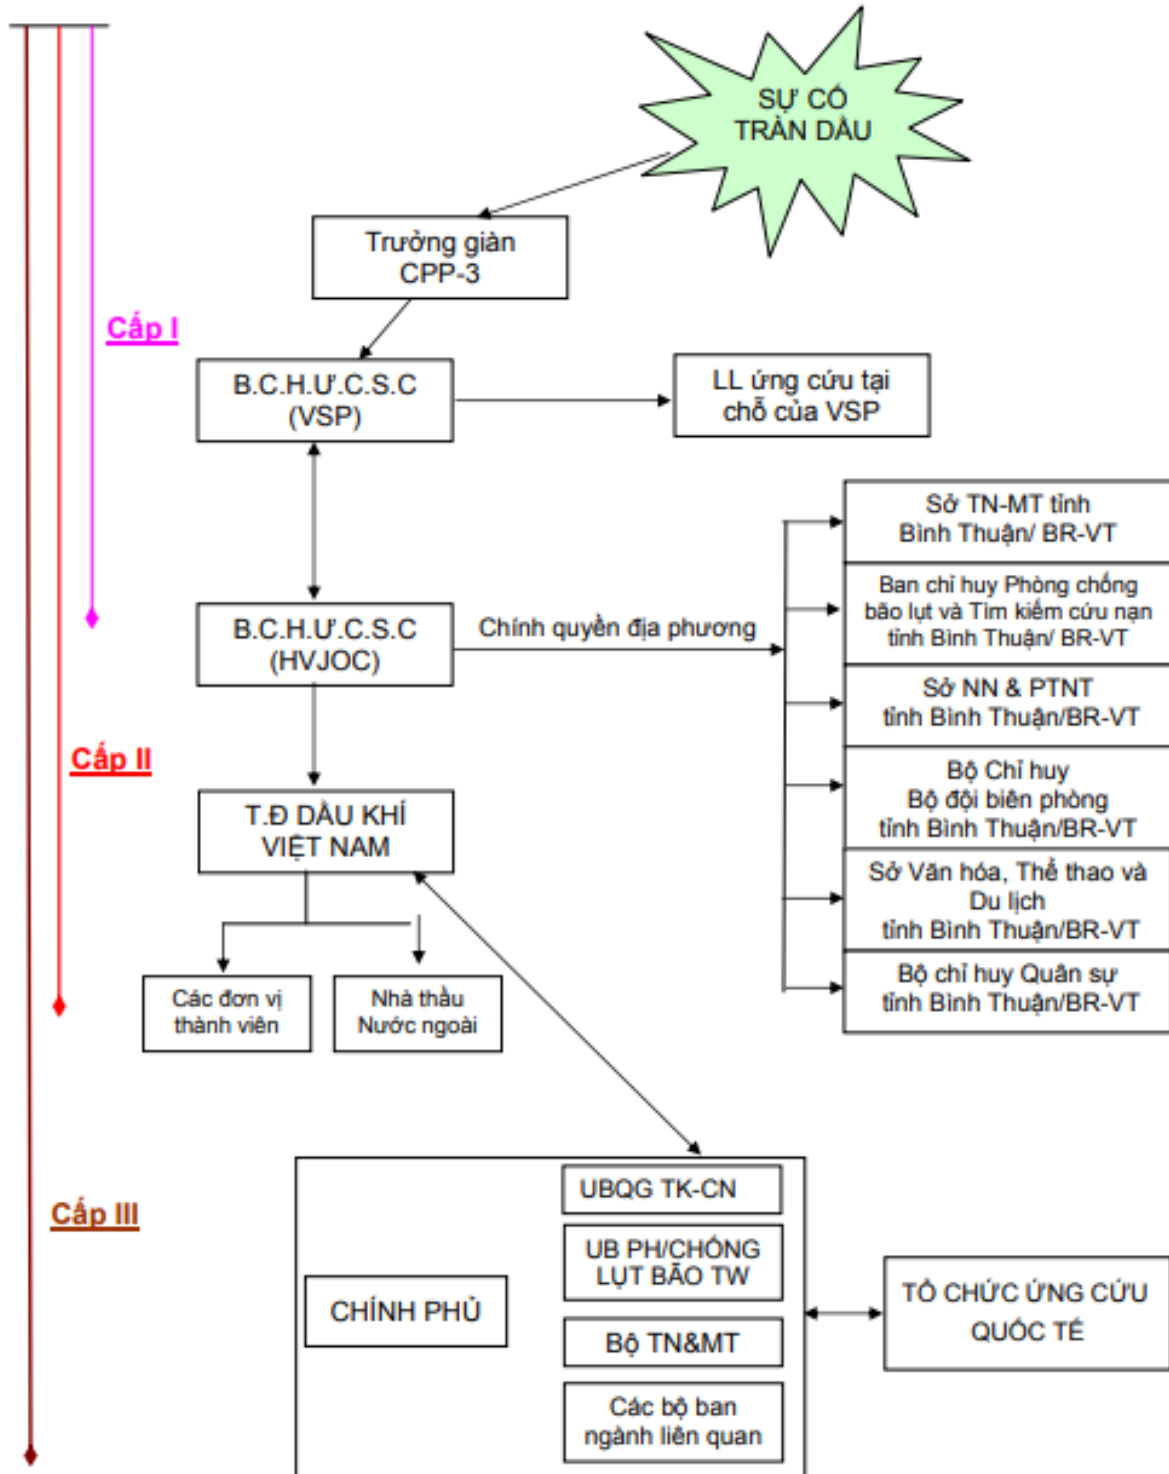 SỰ CỐ
TRÀN DẦU
Trưởng giàn
CPP-3
Cấp I
B.C.H.Ư.C.S.C
(VSP)
LL ứng cứu tại
chỗ của VSP
Sở TN-MT tỉnh
Bình Thuận/ BR-VT
Ban chỉ huy Phòng chống
bão lụt và Tìm kiếm cứu nạn
tỉnh Bình Thuận/ BR-VT
B.C.H.Ư.C.S.C
(HVJOC)
Chính quyền địa phương
Sở NN & PTNT
tỉnh Bình Thuận/BR-VT
Cấp II
Bộ Chỉ huy
Bộ đội biên phòng
tỉnh Bình Thuận/BR-VT
T.Đ DẦU KHÍ
VIỆT NAM
Sở Văn hóa, Thể thao và
Du lịch
tỉnh Bình Thuận/BR-VT
Các đơn vị
thành viên
Nhà thầu
Nước ngoài
Bộ chỉ huy Quân sự
tỉnh Bình Thuận/BR-VT
Cấp III
CHÍNH PHỦ
UBQG TK-CN
UB PH/CHỐNG
LỤT BÃO TW
Bộ TN&MT
Các bộ ban
ngành liên quan
TỔ CHỨC ỨNG CỨU
QUỐC TẾ